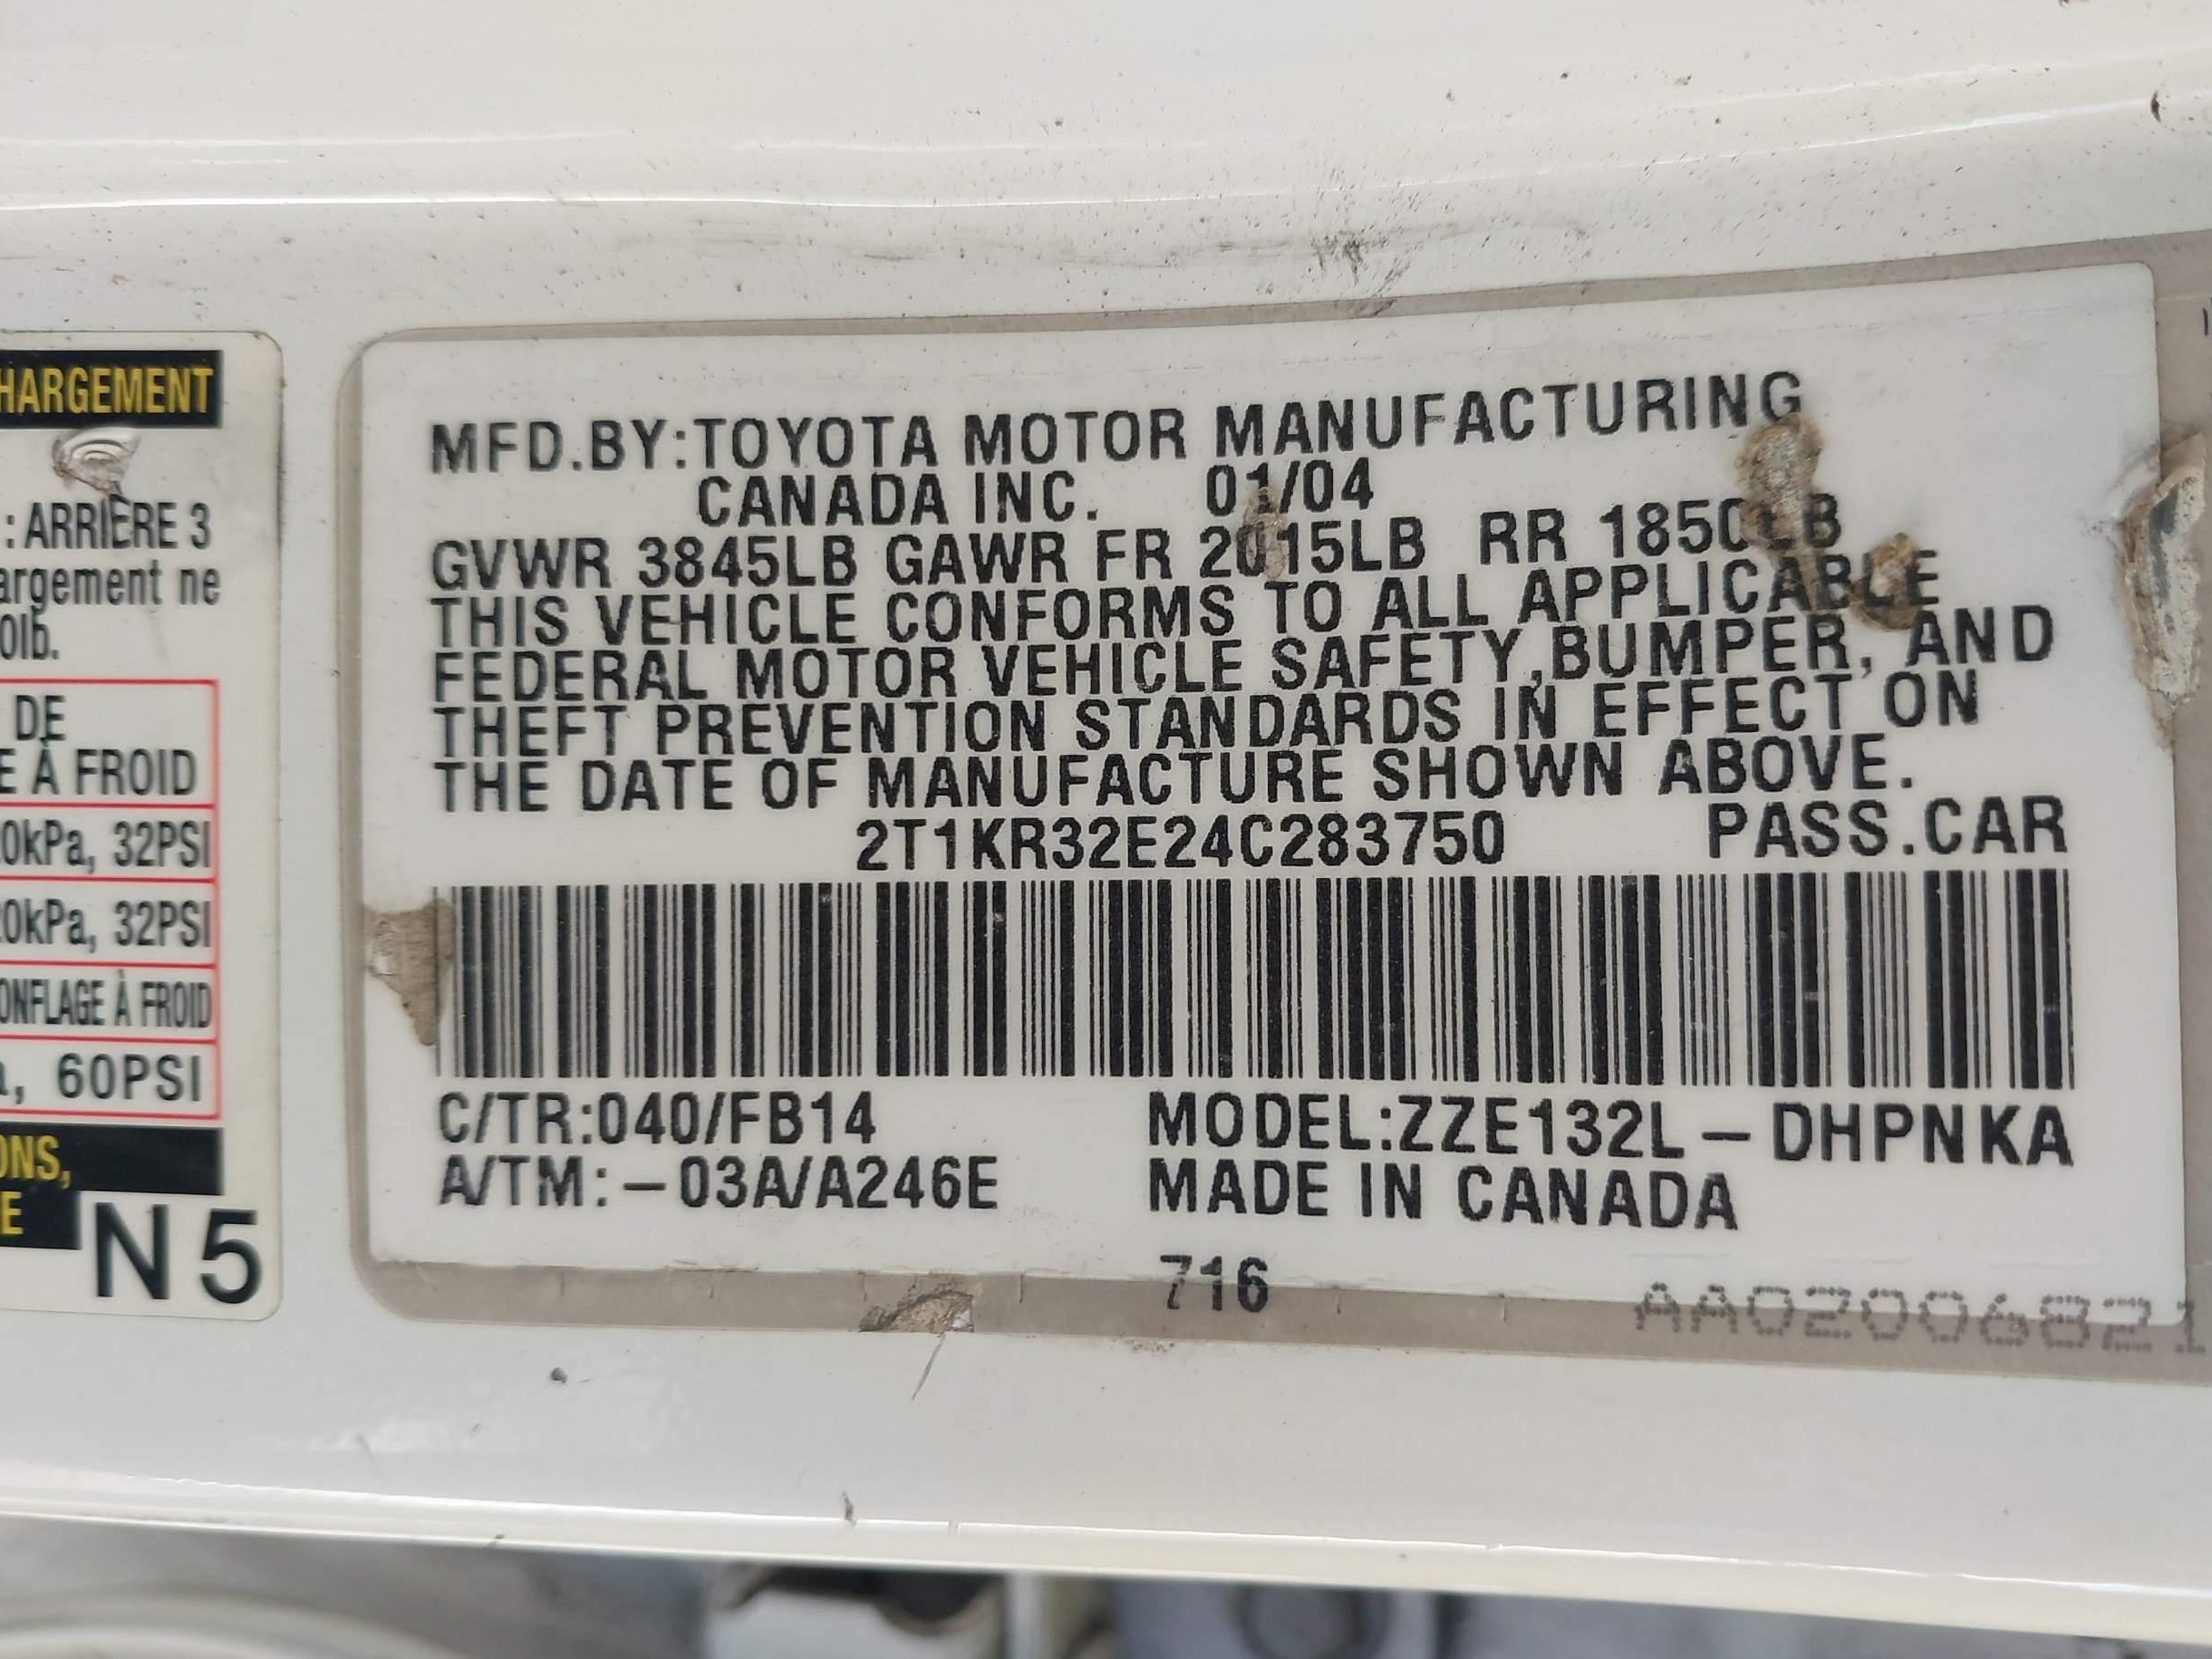 HARGEMENT
: ARRIÈRE 3
argement ne
0lb.
DE
E À FROID
0kPa, 32PSI
20kPa, 32PSI
ONFLAGE À FROID
a, 60PSI
ONS,
E
N5
MFD.BY:TOYOTA MOTOR MANUFACTURING
CANADA INC. 01/04
GVWR 3845LB GAWR FR 2015LB RR 1850LB
THIS VEHICLE CONFORMS TO ALL APPLICABLE
FEDERAL MOTOR VEHICLE SAFETY,BUMPER, AND
THEFT PREVENTION STANDARDS IN EFFECT ON
THE DATE OF MANUFACTURE SHOWN ABOVE.
2T1KR32E24C283750 PASS.CAR
C/TR:040/FB14 MODEL:ZZE132L-DHPNKA
A/TM:-03A/A246E MADE IN CANADA
716
AA02006821